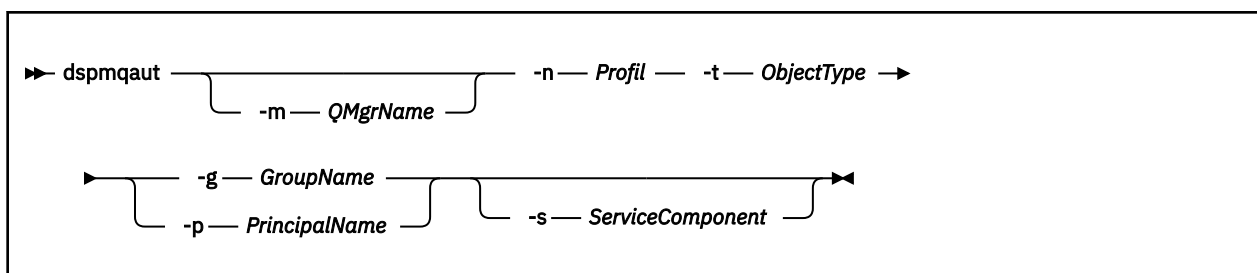 dspmqaut -n Profil -t ObjectType
-m QMgrName
-g GroupName
-p PrincipalName
-s ServiceComponent